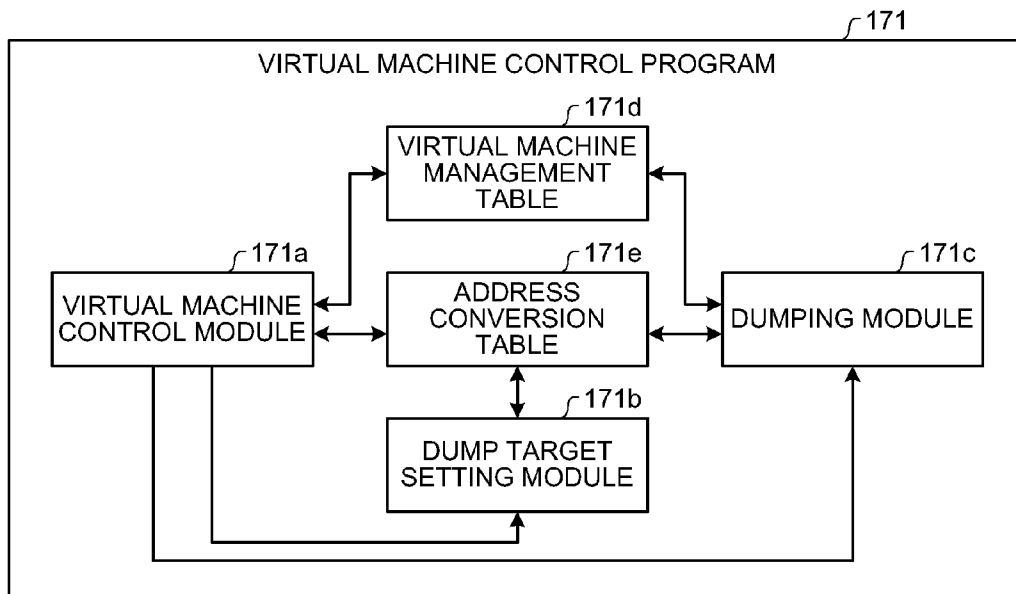 171
VIRTUAL MACHINE CONTROL PROGRAM
171d
VIRTUAL MACHINE
MANAGEMENT
TABLE
171a
VIRTUAL MACHINE
CONTROL MODULE
171e
ADDRESS
CONVERSION
TABLE
171c
DUMPING MODULE
171b
DUMP TARGET
SETTING MODULE